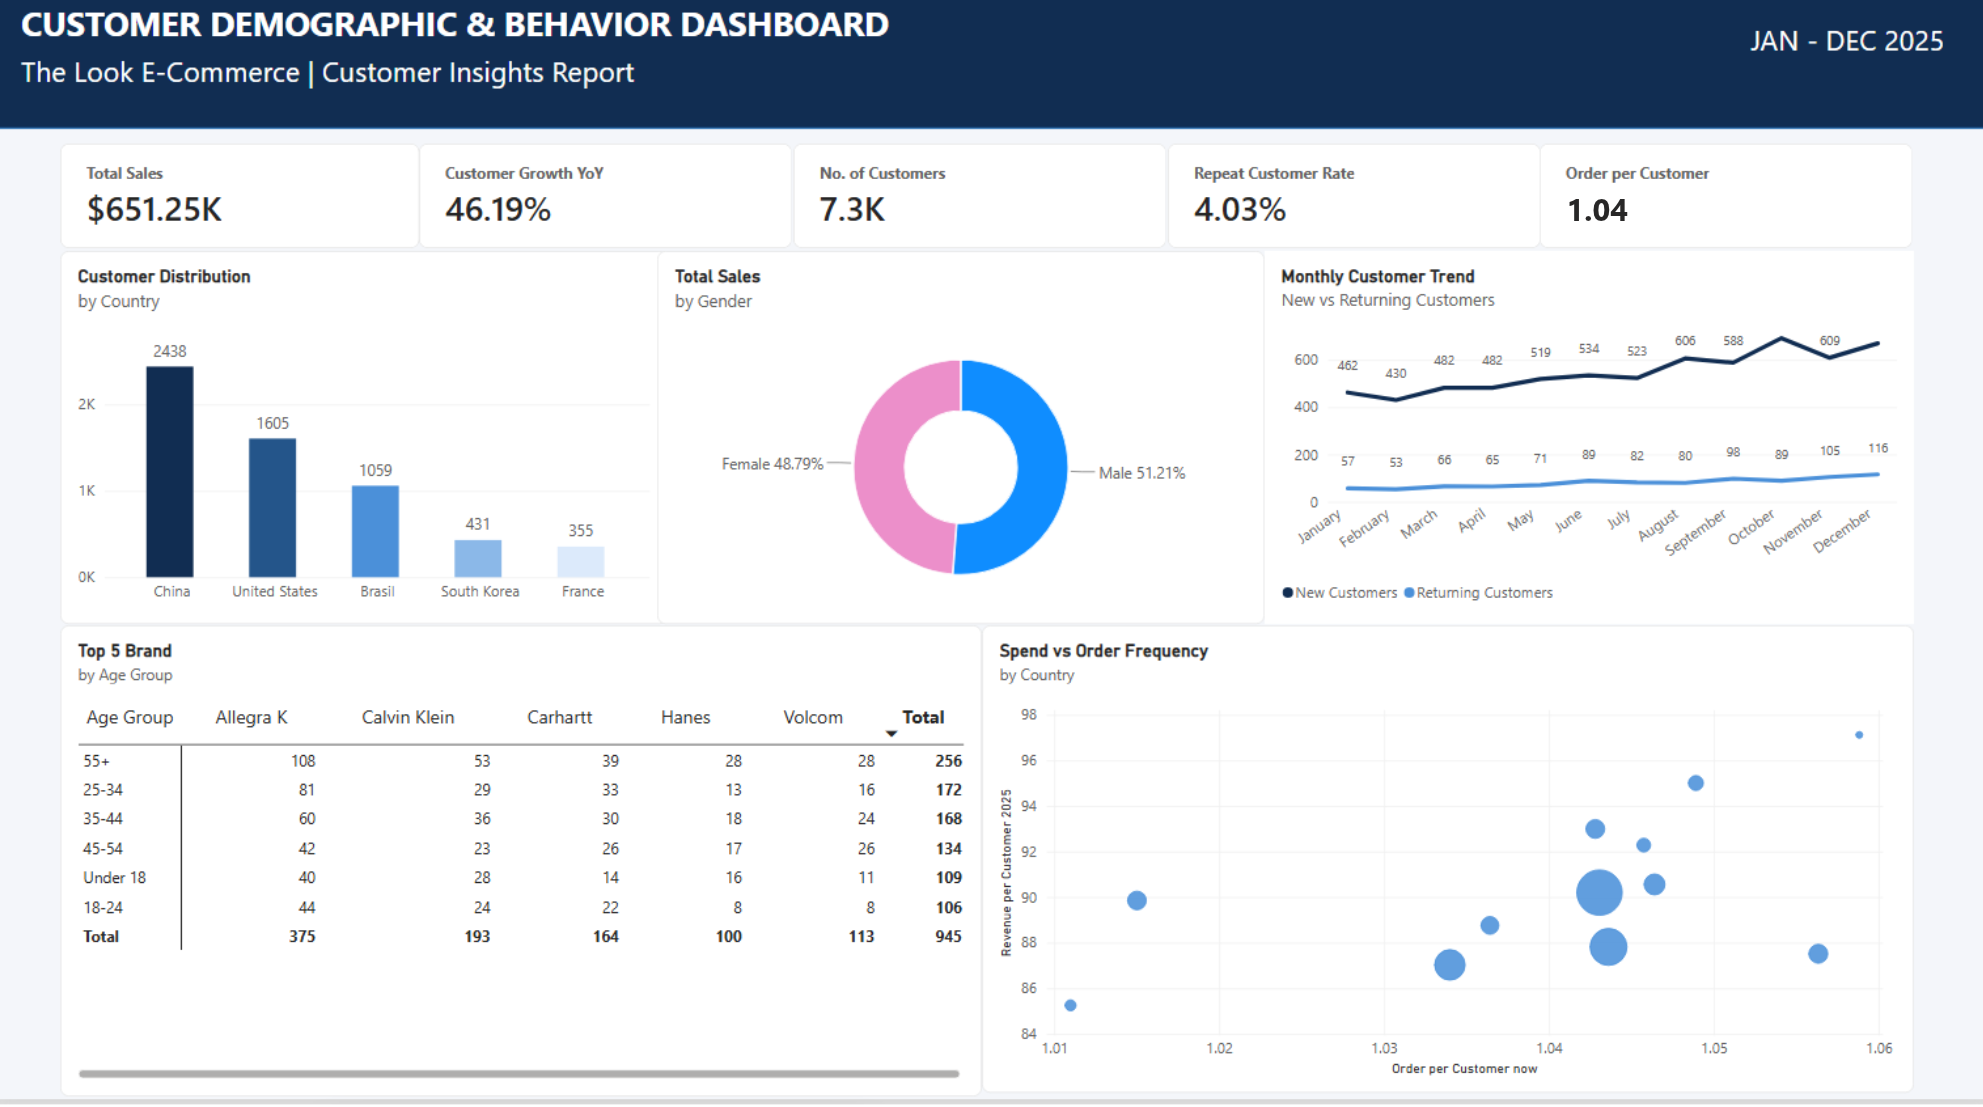 CUSTOMER DEMOGRAPHIC & BEHAVIOR DASHBOARD
The Look E-Commerce | Customer Insights Report
JAN - DEC 2025
Total Sales
$651.25K
Customer Growth YoY
46.19%
No. of Customers
7.3K
Repeat Customer Rate
4.03%
Order per Customer
1.04
Customer Distribution
by Country
2438
1605
1059
431
355
2K
1K
0K
China United States Brasil South Korea France
Total Sales
by Gender
Female 48.79%
Male 51.21%
Monthly Customer Trend
New vs Returning Customers
600
400
200
0
462 430 482 482 519 534 523 606 588 609
57 53 66 65 71 89 82 80 98 89 105 116
January February March April May June July August September October November December
New Customers Returning Customers
Top 5 Brand
by Age Group
Age Group Allegra K Calvin Klein Carhartt Hanes Volcom Total
55+ 108 53 39 28 28 256
25-34 81 29 33 13 16 172
35-44 60 36 30 18 24 168
45-54 42 23 26 17 26 134
Under 18 40 28 14 16 11 109
18-24 44 24 22 8 8 106
Total 375 193 164 100 113 945
Spend vs Order Frequency
by Country
Revenue per Customer 2025
98
96
94
92
90
88
86
84
1.01 1.02 1.03 1.04 1.05 1.06
Order per Customer now